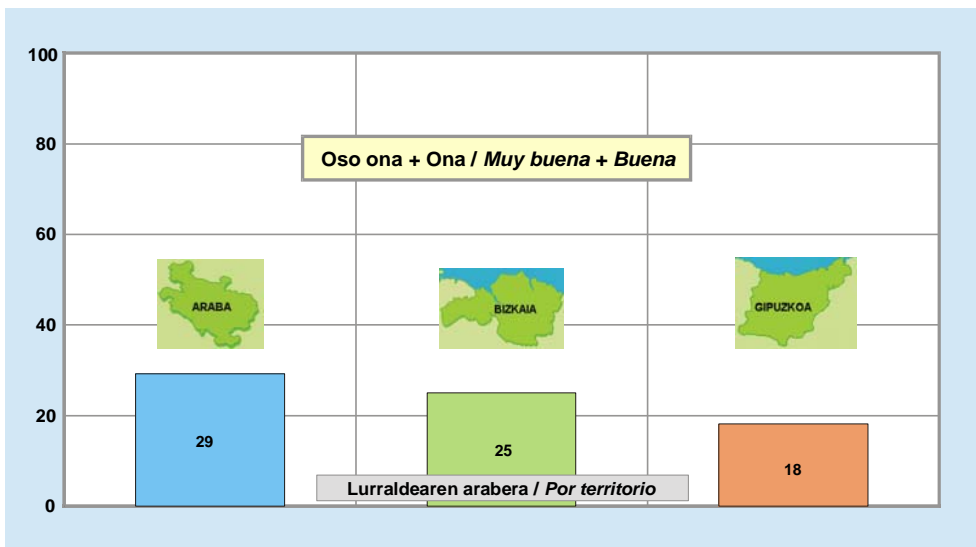 100
Oso ona + Ona / Muy buena + Buena
80
60
ARABA
BIZKAIA
GIPUZKOA
40
20
29
25
18
Lurraldearen arabera / Por territorio
0